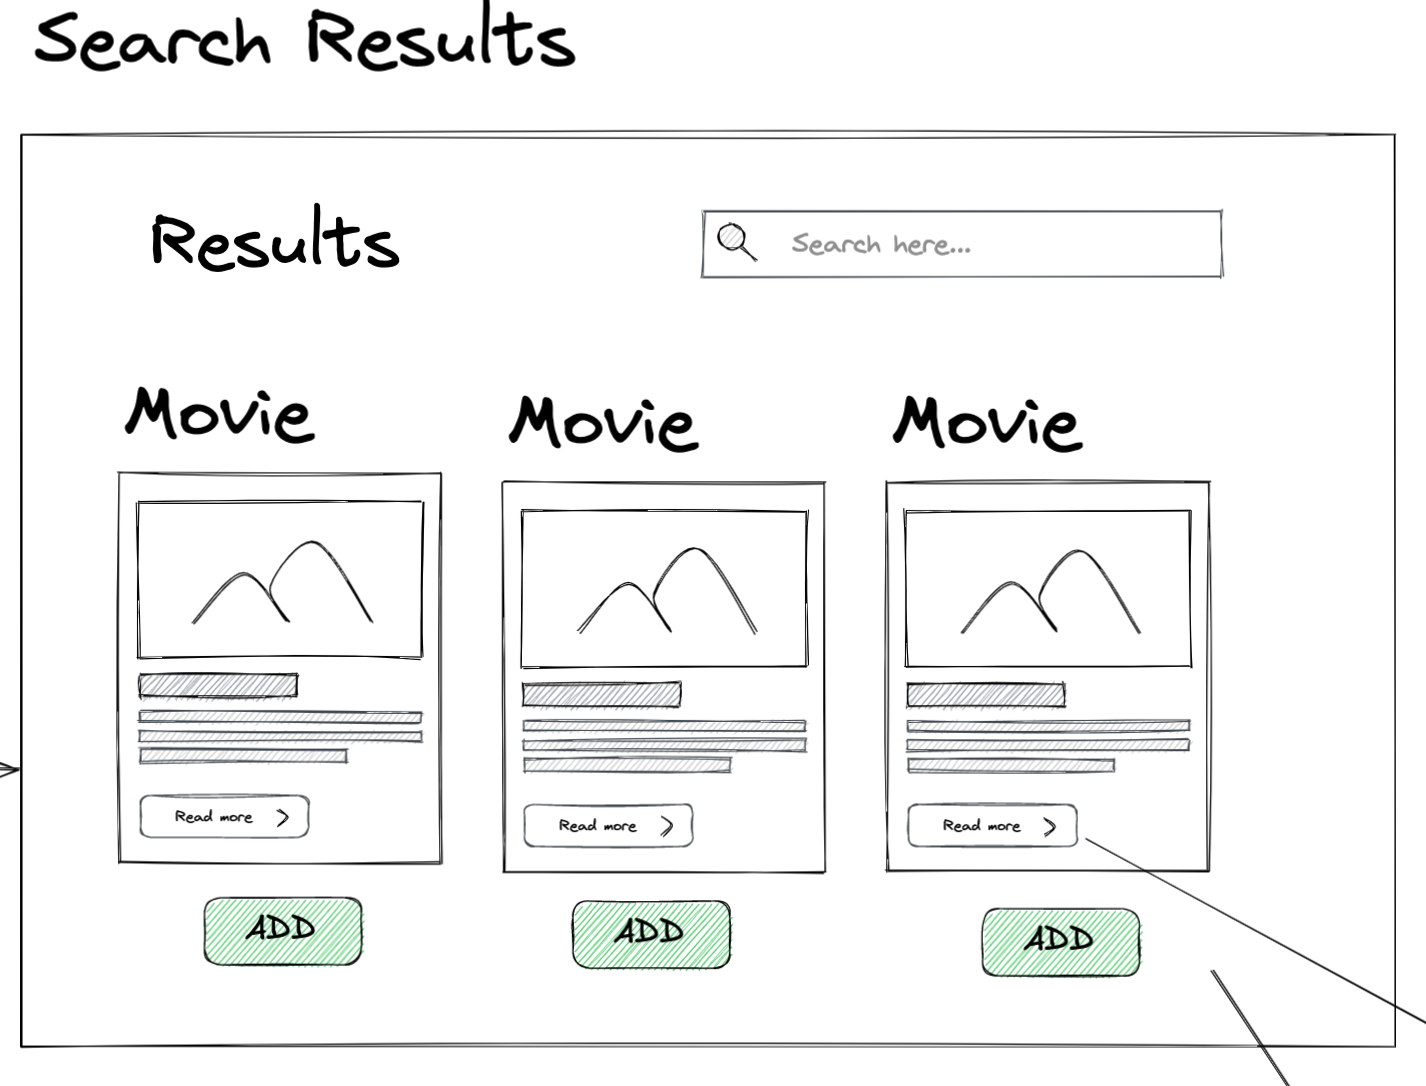 Search Results
Results
Search here...
Movie
Movie
Movie
Read more
Read more
Read more
ADD
ADD
ADD